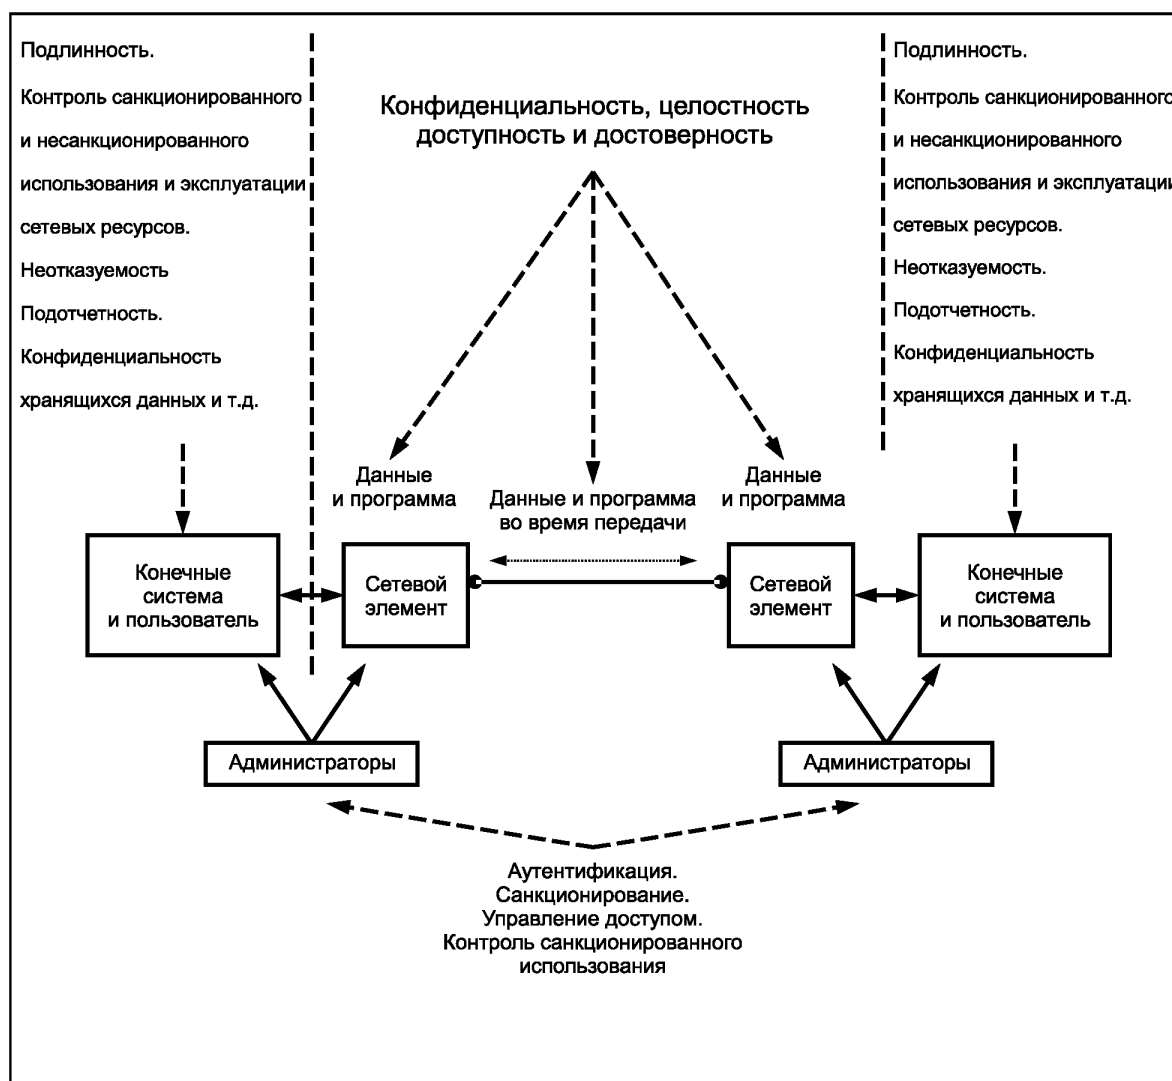 Подлинность.
Контроль санкционированного
и несанкционированного
использования и эксплуатации
сетевых ресурсов.
Неотказуемость
Подотчетность.
Конфиденциальность
хранящихся данных и т.д.
Конфиденциальность, целостность
доступность и достоверность
Подлинность.
Контроль санкционированного
и несанкционированного
использования и эксплуатации
сетевых ресурсов.
Неотказуемость.
Подотчетность.
Конфиденциальность
хранящихся данных и т.д.
Данные
и программа
Данные и программа
во время передачи
Данные
и программа
Конечные
система
и пользователь
Сетевой
элемент
Сетевой
элемент
Конечные
система
и пользователь
Администраторы
Администраторы
Аутентификация.
Санкционирование.
Управление доступом.
Контроль санкционированного
использования